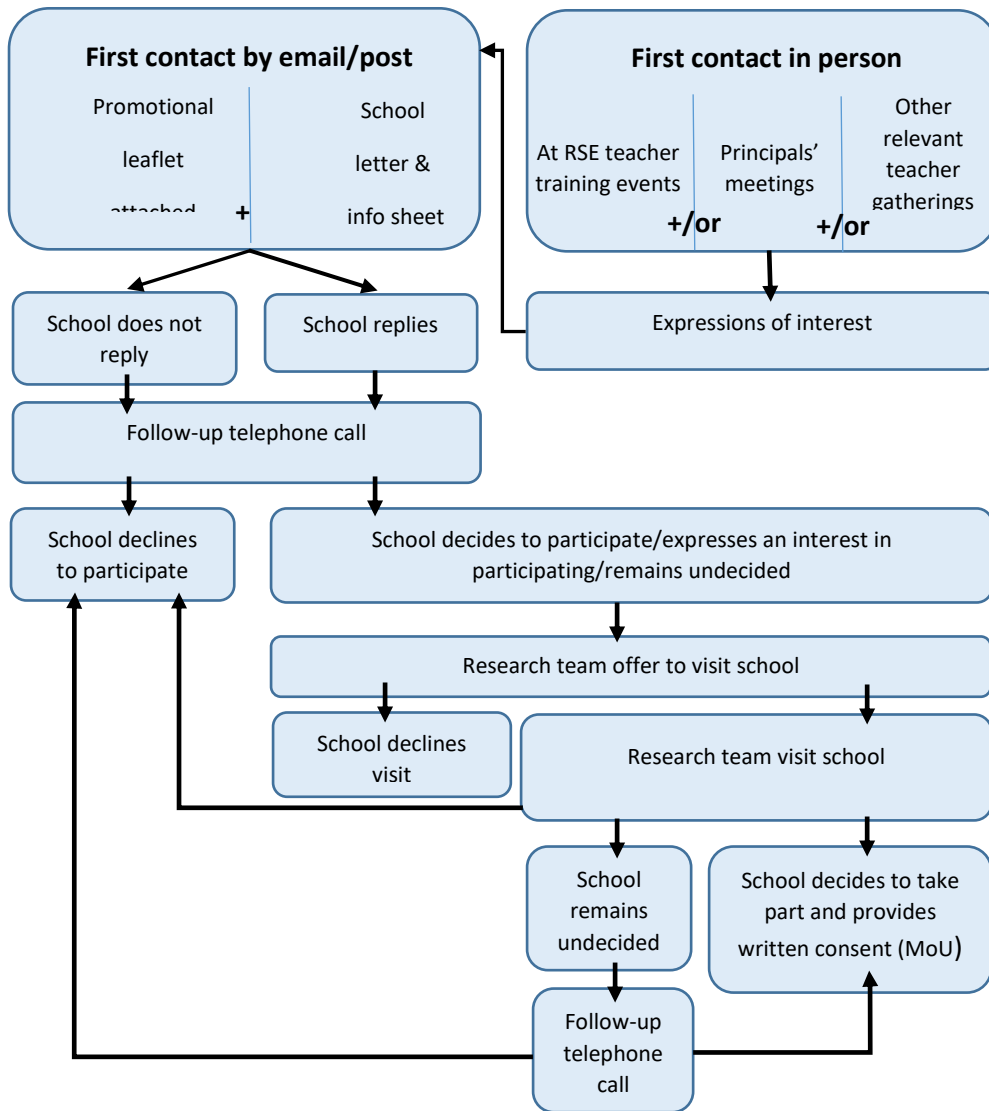 First contact by email/post
Promotional
leaflet
attached
+
School
letter &
info sheet
First contact in person
At RSE teacher
training events
+/or
Principals’
meetings
+/or
Other
relevant
teacher
gatherings
School does not
reply
School replies
Expressions of interest
Follow-up telephone call
School declines
to participate
School decides to participate/expresses an interest in
participating/remains undecided
Research team offer to visit school
School declines
visit
Research team visit school
School
remains
undecided
School decides to take
part and provides
written consent (MoU)
Follow-up
telephone
call